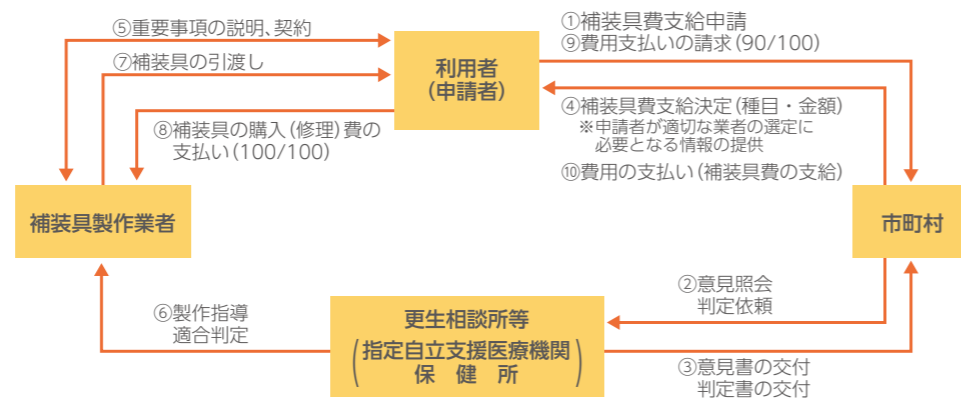 ⑤重要事項の説明、契約
⑦補装具の引渡し
利用者
(申請者)
①補装具費支給申請
⑨費用支払いの請求(90/100)
④補装具費支給決定(種目・金額)
※申請者が適切な業者の選定に
必要となる情報の提供
⑩費用の支払い(補装具費の支給)
⑧補装具の購入(修理)費の
支払い(100/100)
補装具製作業者
市町村
②意見照会
判定依頼
⑥製作指導
適合判定
更生相談所等
(指定自立支援医療機関
保 健 所)
③意見書の交付
判定書の交付